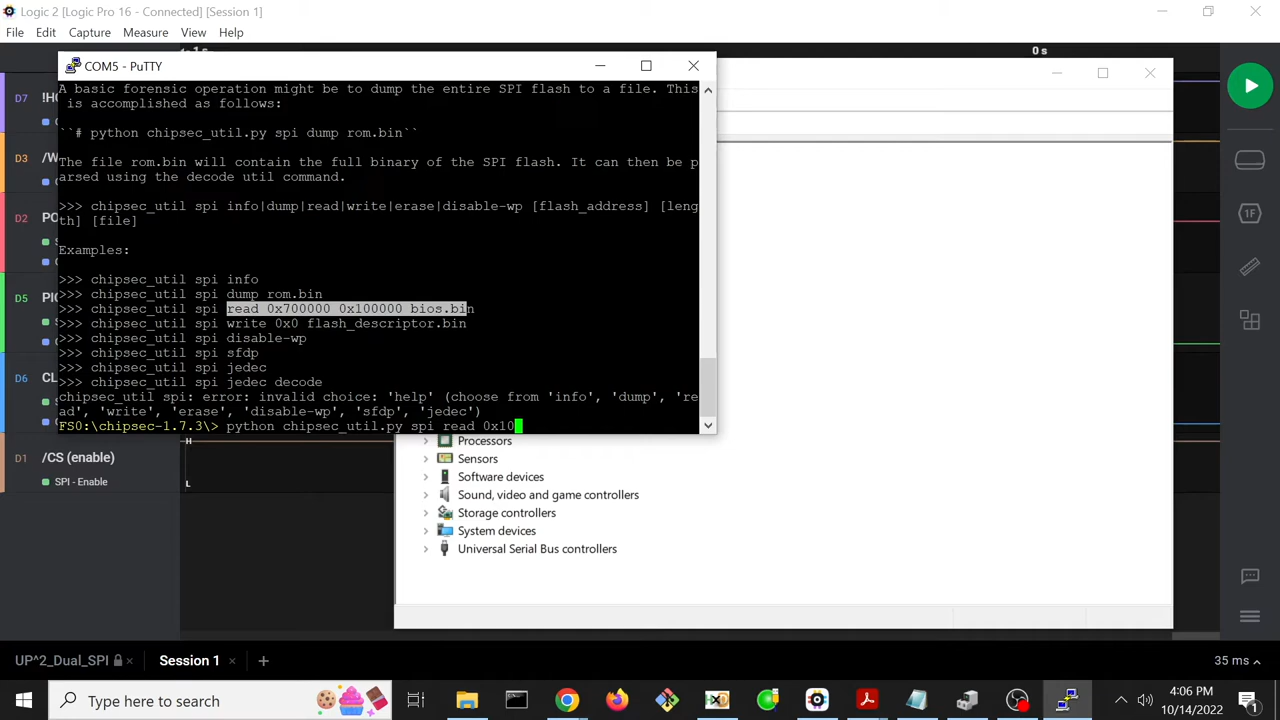 Logic 2 [Logic Pro 16 - Connected] [Session 1]
File Edit Capture Measure View Help
0 s
COM5 - PuTTY
A basic forensic operation might be to dump the entire SPI flash to a file. This
is accomplished as follows:
``# python chipsec_util.py spi dump rom.bin``
The file rom.bin will contain the full binary of the SPI flash. It can then be p
arsed using the decode util command.
>>> chipsec_util spi info|dump|read|write|erase|disable-wp [flash_address] [leng
th] [file]
Examples:
>>> chipsec_util spi info
>>> chipsec_util spi dump rom.bin
>>> chipsec_util spi read 0x700000 0x100000 bios.bin
>>> chipsec_util spi write 0x0 flash_descriptor.bin
>>> chipsec_util spi disable-wp
>>> chipsec_util spi sfdp
>>> chipsec_util spi jedec
>>> chipsec_util spi jedec decode
chipsec_util spi: error: invalid choice: 'help' (choose from 'info', 'dump', 're
ad', 'write', 'erase', 'disable-wp', 'sfdp', 'jedec')
FS0:\chipsec-1.7.3\> python chipsec_util.py spi read 0x10
D7
D3
D2
D5
D6
D1 /CS (enable)
SPI - Enable
H
L
Processors
Sensors
Software devices
Sound, video and game controllers
Storage controllers
System devices
Universal Serial Bus controllers
UP^2_Dual_SPI
Session 1
35 ms
Type here to search
4:06 PM
10/14/2022
1